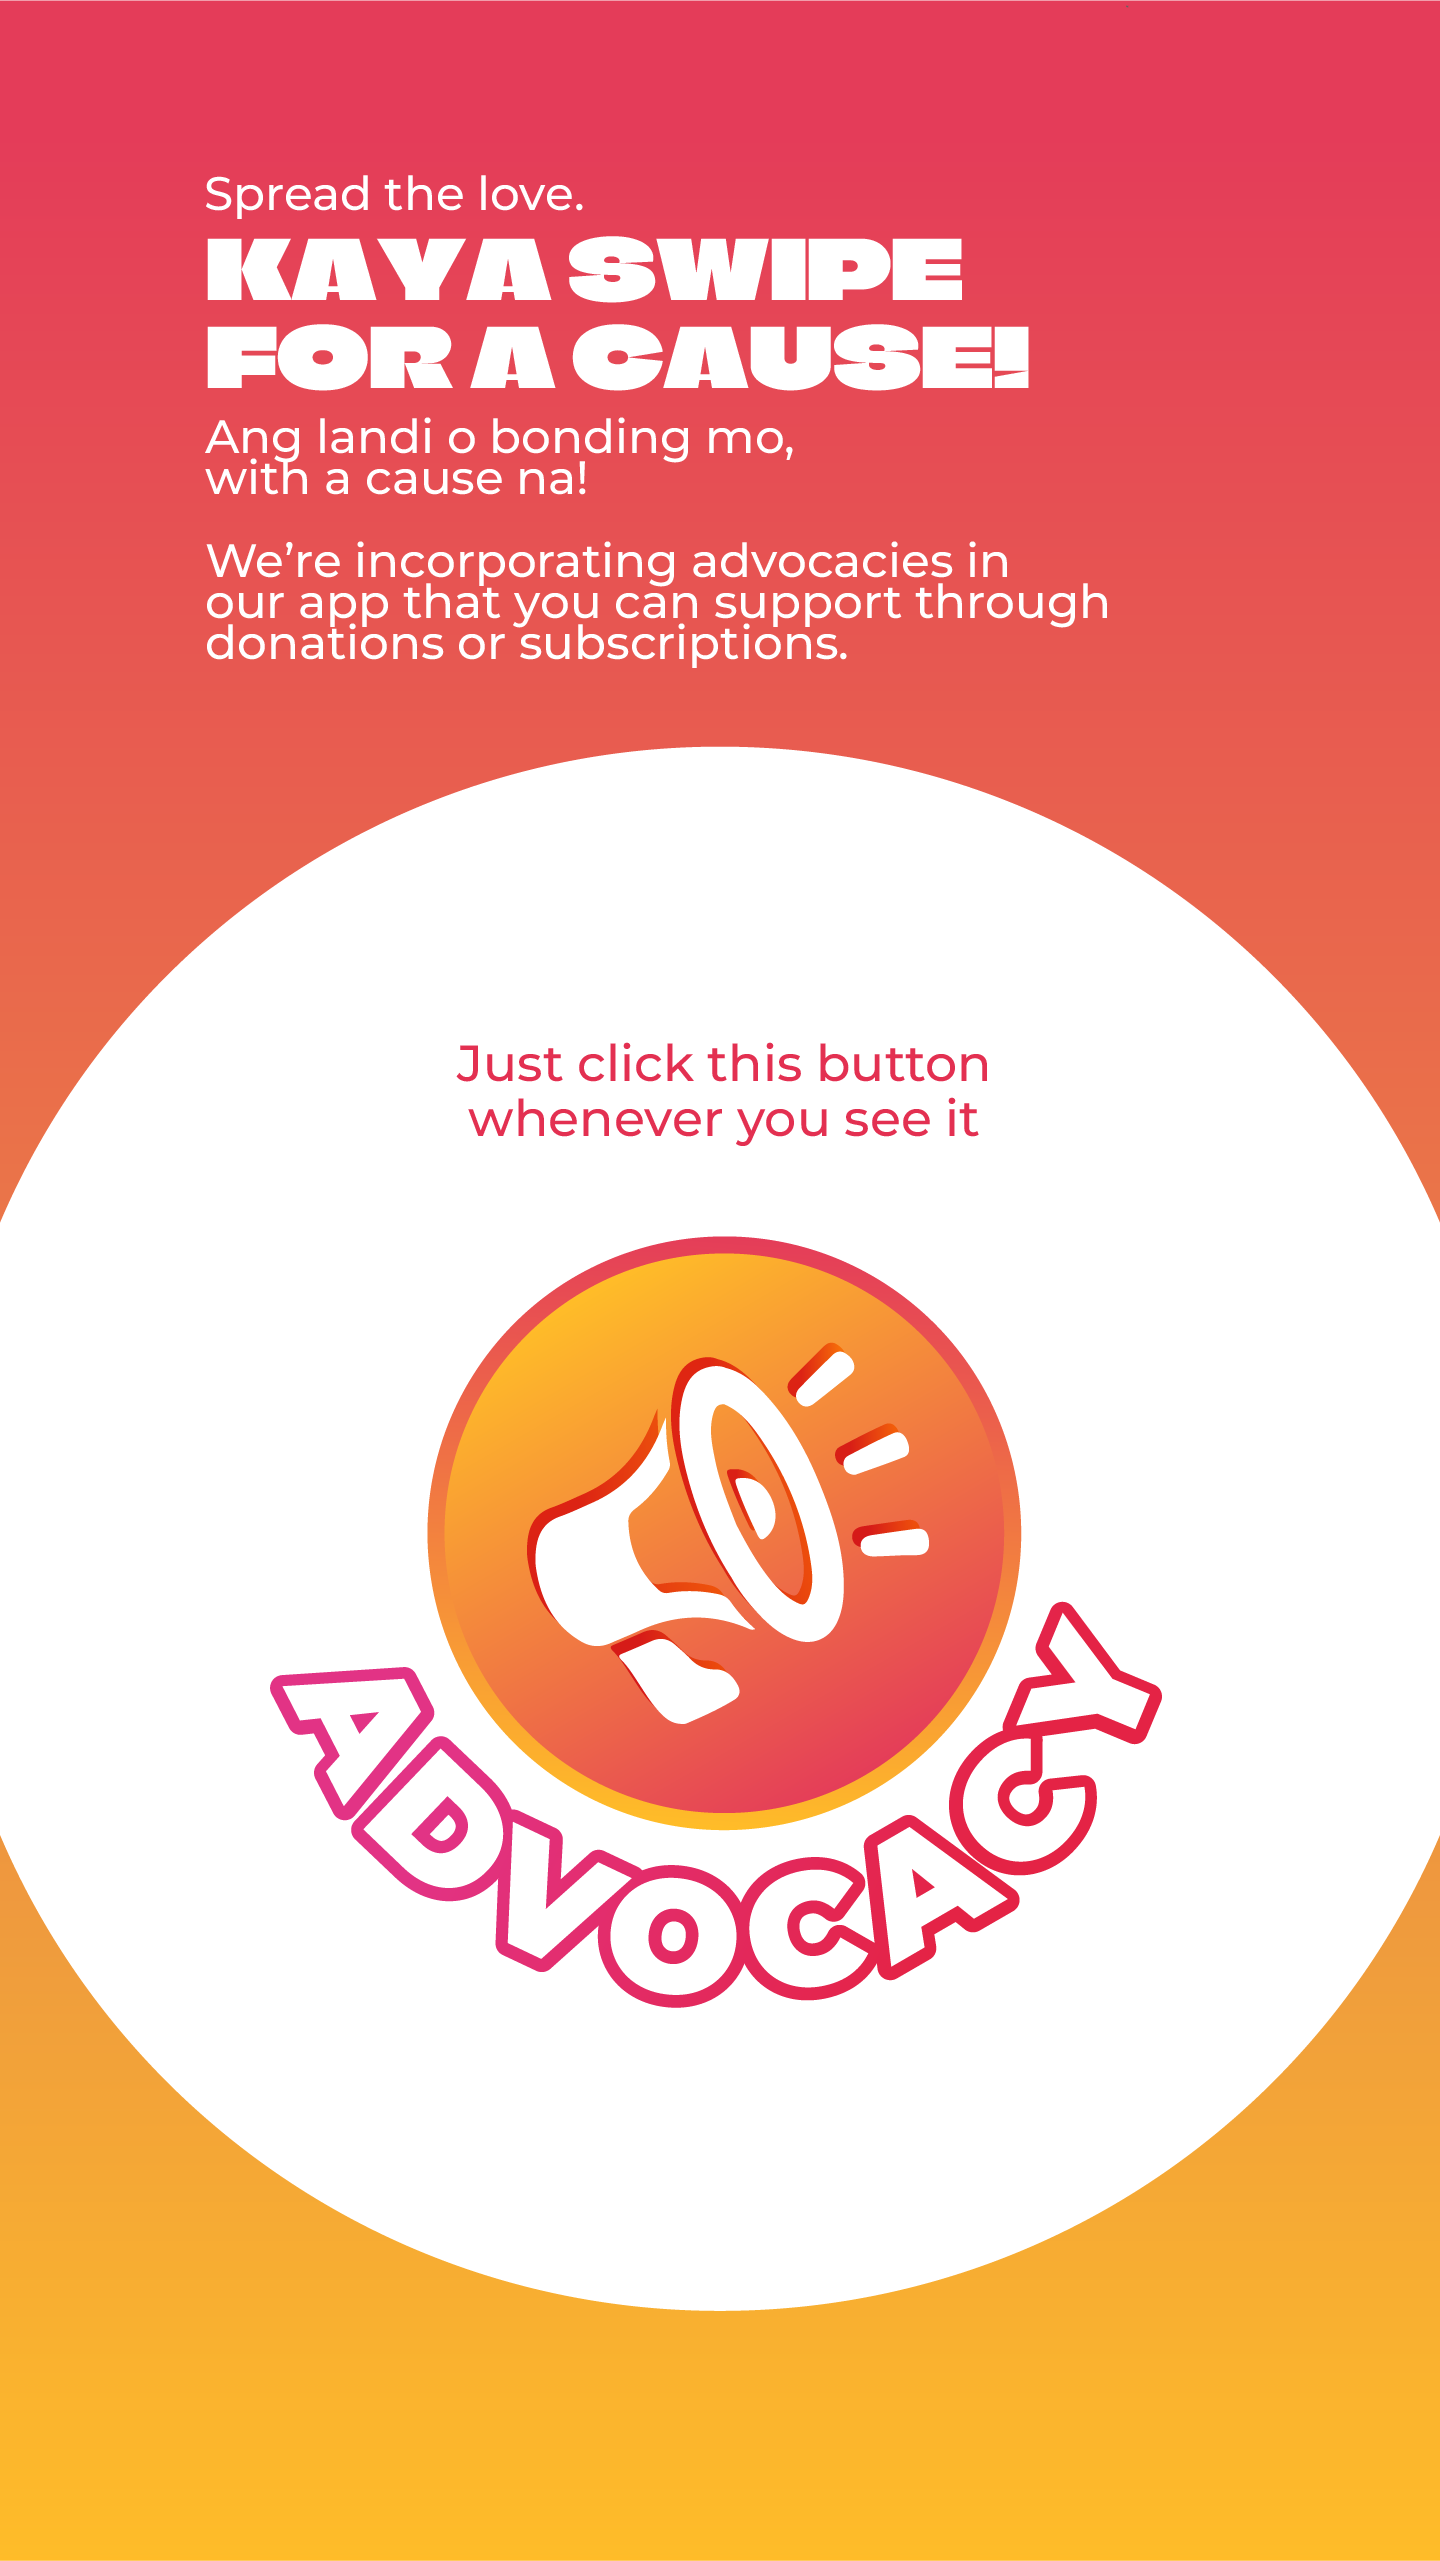 Spread the love.
KAYA SWIPE
FOR A CAUSE!
Ang landi o bonding mo,
with a cause na!
We’re incorporating advocacies in
our app that you can support through
donations or subscriptions.
Just click this button
whenever you see it
ADVOCACY